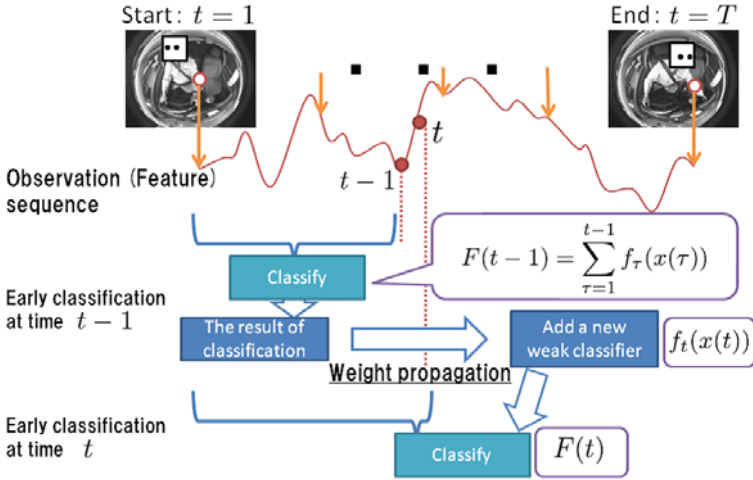 Start: t = 1
End: t = T
t
t − 1
Observation (Feature)
sequence
F(t − 1) = \sum_{τ=1}^{t−1} f_τ(x(τ))
Classify
Early classification
at time t − 1
The result of
classification
Add a new
weak classifier
f_t(x(t))
Weight propagation
Early classification
at time t
Classify
F(t)